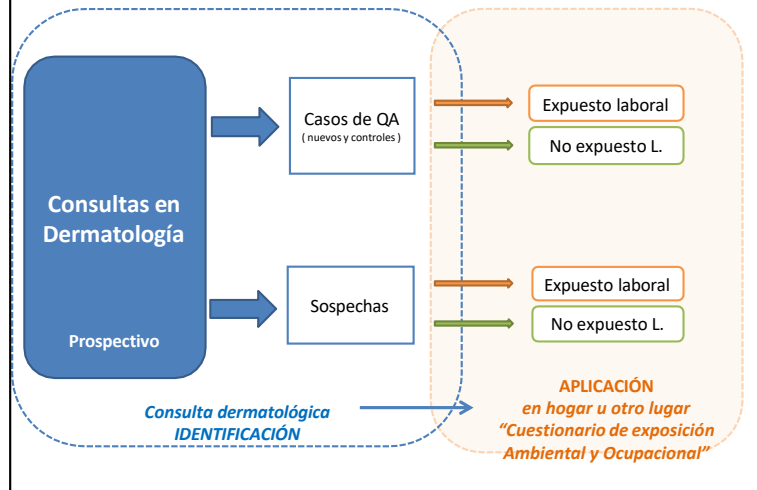 Consultas en
Dermatología
Prospectivo
Casos de QA
( nuevos y controles )
Expuesto laboral
No expuesto L.
Sospechas
Expuesto laboral
No expuesto L.
Consulta dermatológica
IDENTIFICACIÓN
APLICACIÓN
en hogar u otro lugar
“Cuestionario de exposición
Ambiental y Ocupacional”